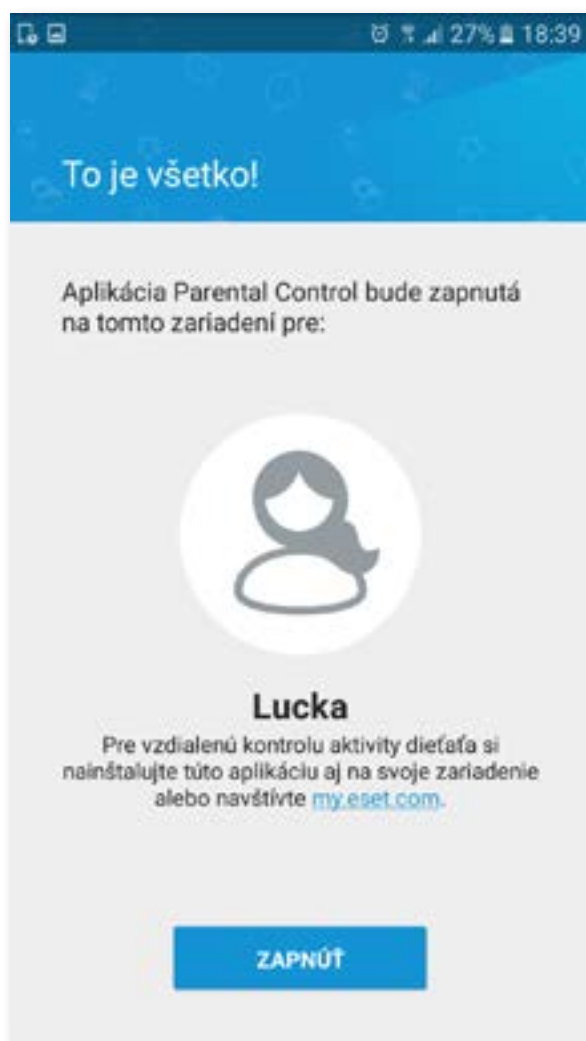 27% 18:39
To je všetko!
Aplikácia Parental Control bude zapnutá
na tomto zariadení pre:
Lucka
Pre vzdialenú kontrolu aktivity dieťaťa si
nainštalujte túto aplikáciu aj na svoje zariadenie
alebo navštívte my.eset.com.
ZAPNÚŤ